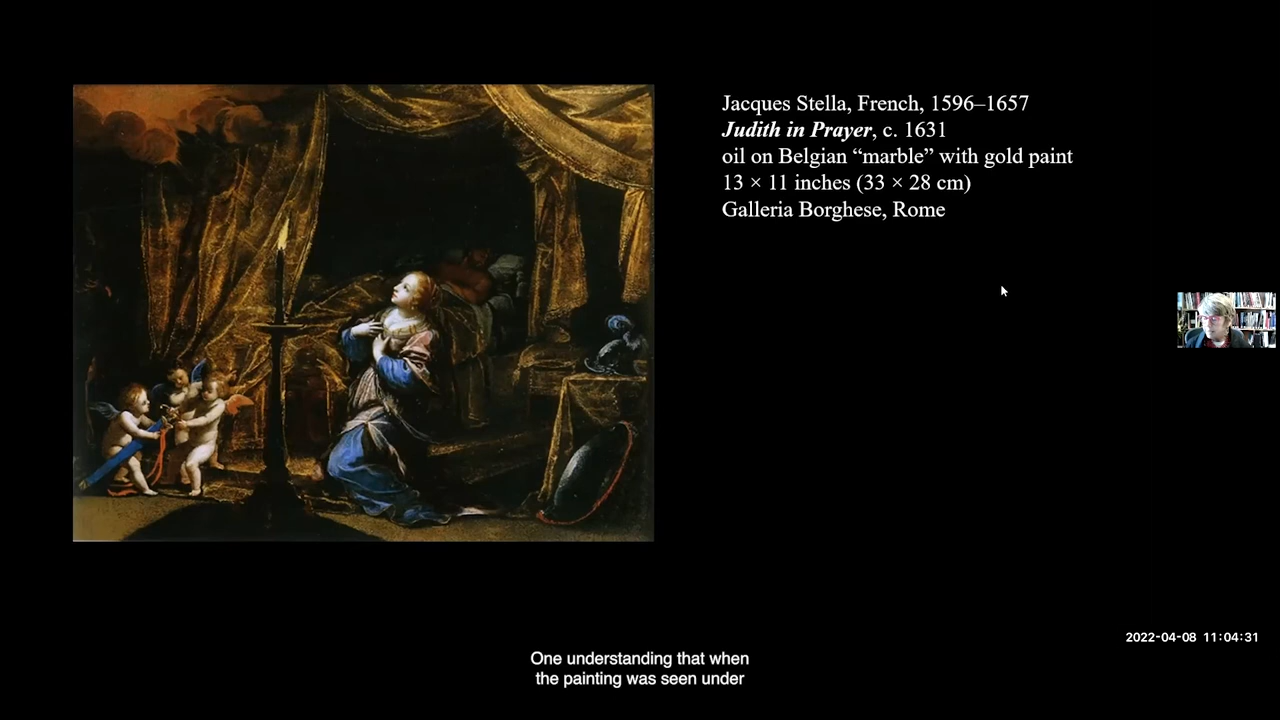 Jacques Stella, French, 1596–1657
Judith in Prayer, c. 1631
oil on Belgian “marble” with gold paint
13 × 11 inches (33 × 28 cm)
Galleria Borghese, Rome
2022-04-08 11:04:31
One understanding that when
the painting was seen under